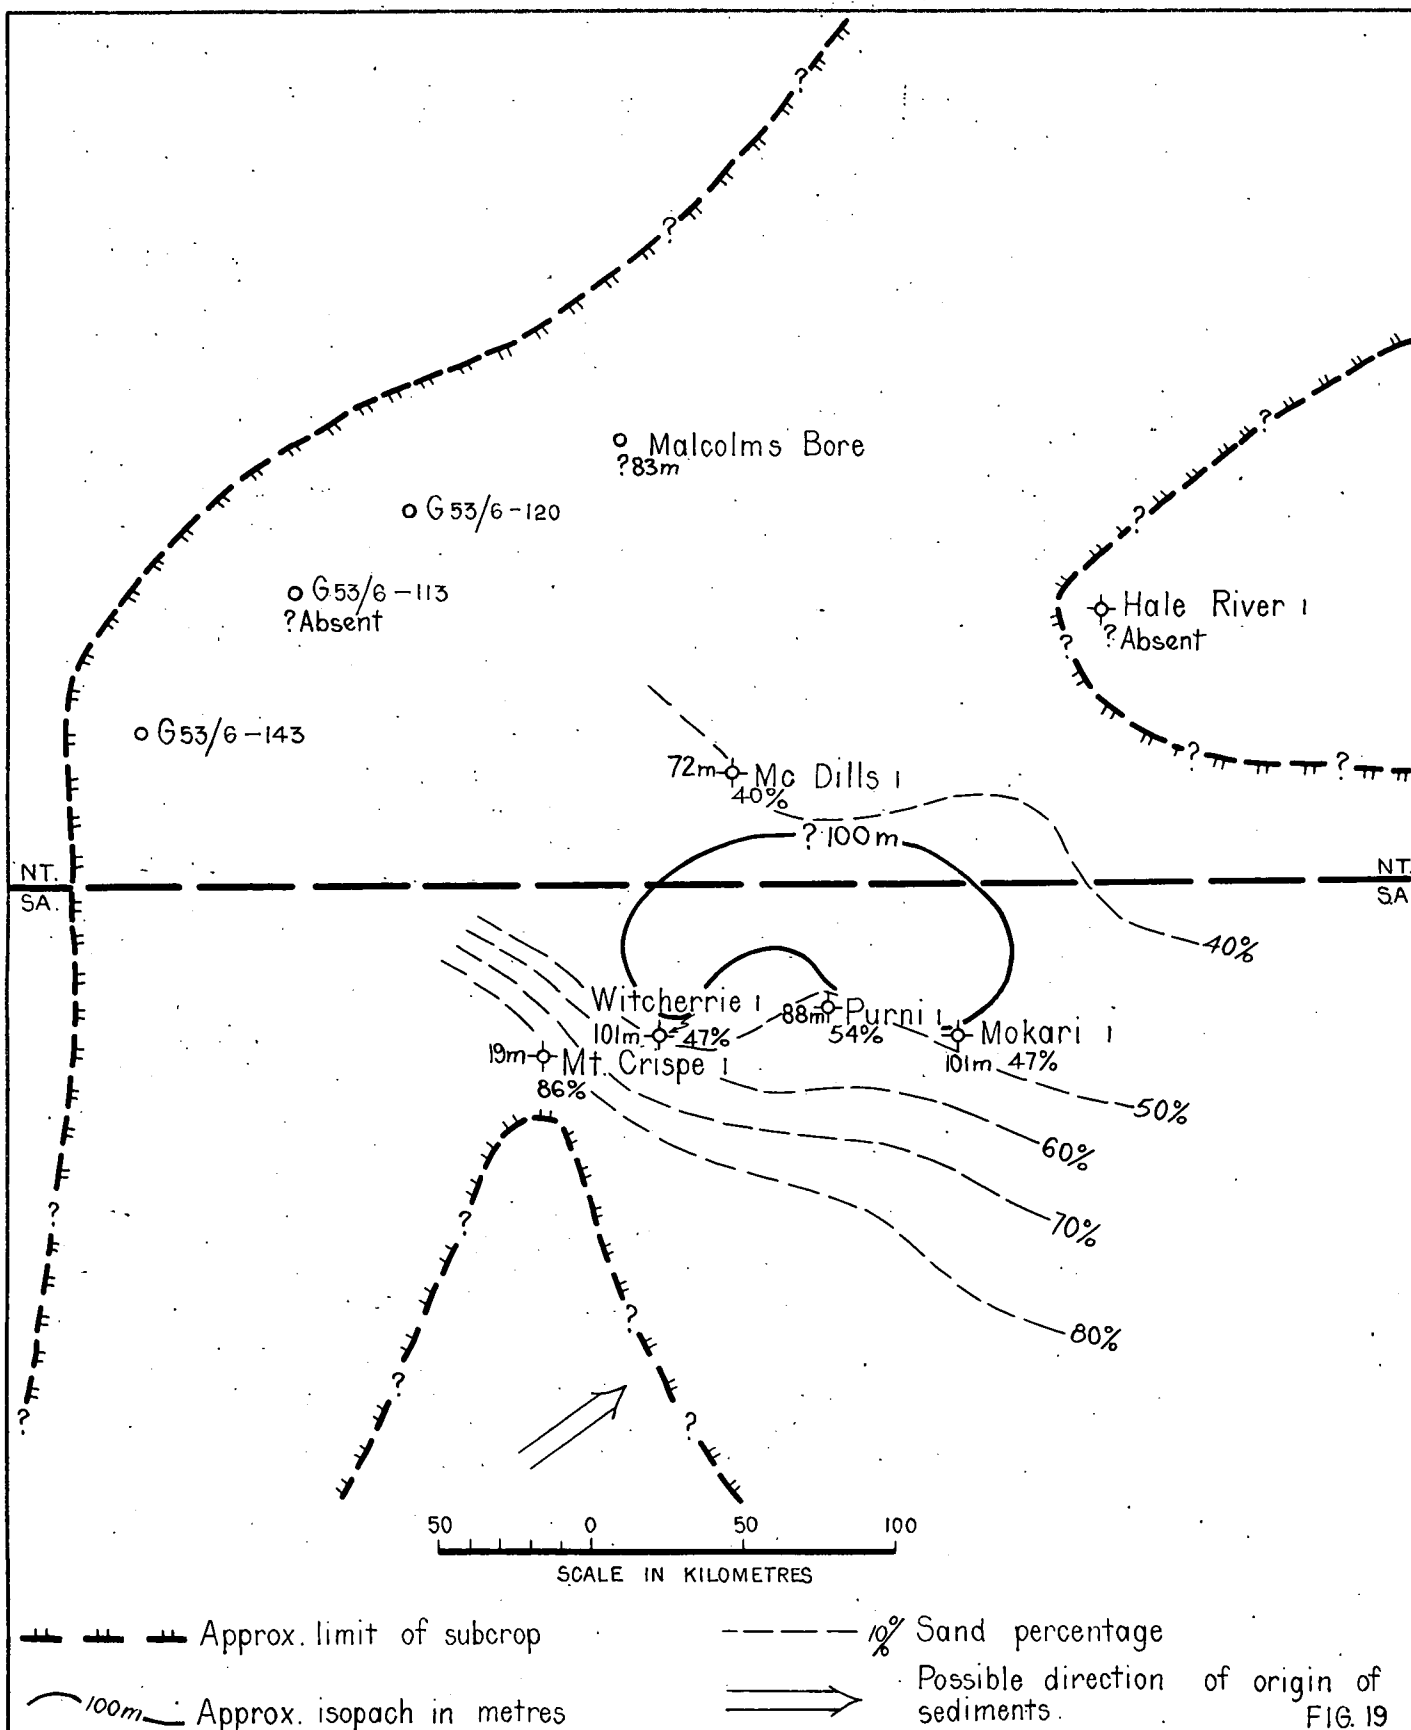 ?
?
Malcolms Bore
?83m
G 53/6-120
?
?
G.53/6-113
?Absent
Hale River 1
? Absent
?
G53/6-143
?
?
72m
Mc Dills 1
40%
? 100m
NT.
SA.
NT.
S.A
40%
Witcherrie 1
101m
47%
88m
Purni 1
54%
Mokari 1
101m 47%
19m
Mt. Crispe 1
86%
50%
60%
70%
80%
?
?
?
?
?
?
50 0 50 100
SCALE IN KILOMETRES
Approx. limit of subcrop
10% Sand percentage
100m Approx. isopach in metres
Possible direction of origin of
sediments.
FIG. 19